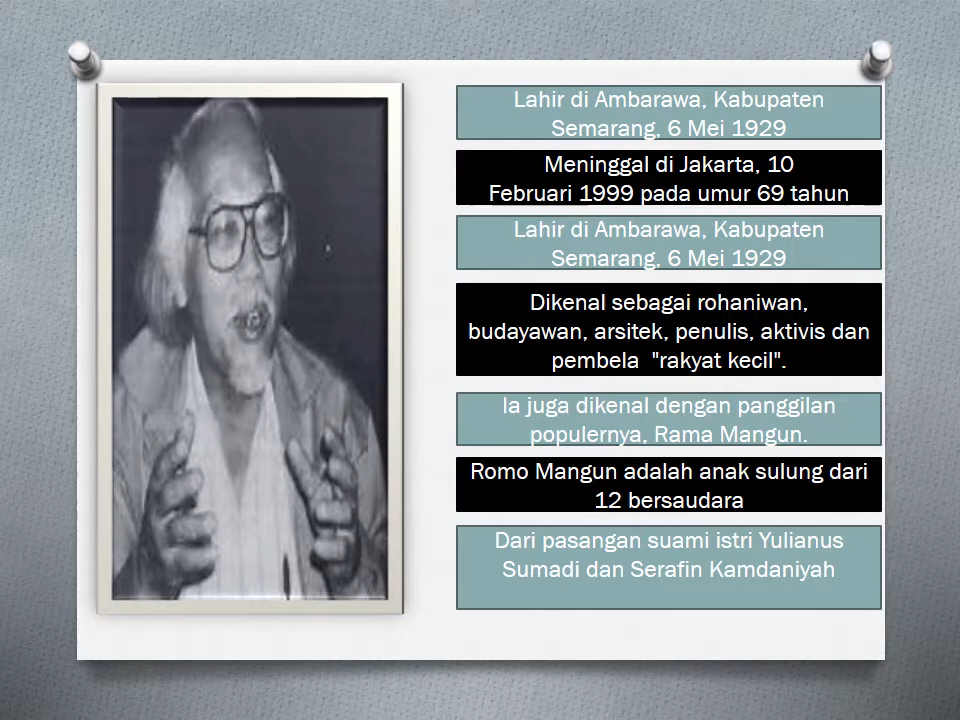 Lahir di Ambarawa, Kabupaten
Semarang, 6 Mei 1929
Meninggal di Jakarta, 10
Februari 1999 pada umur 69 tahun
Lahir di Ambarawa, Kabupaten
Semarang, 6 Mei 1929
Dikenal sebagai rohaniwan,
budayawan, arsitek, penulis, aktivis dan
pembela  "rakyat kecil".
Ia juga dikenal dengan panggilan
populernya, Rama Mangun.
Romo Mangun adalah anak sulung dari
12 bersaudara
Dari pasangan suami istri Yulianus
Sumadi dan Serafin Kamdaniyah